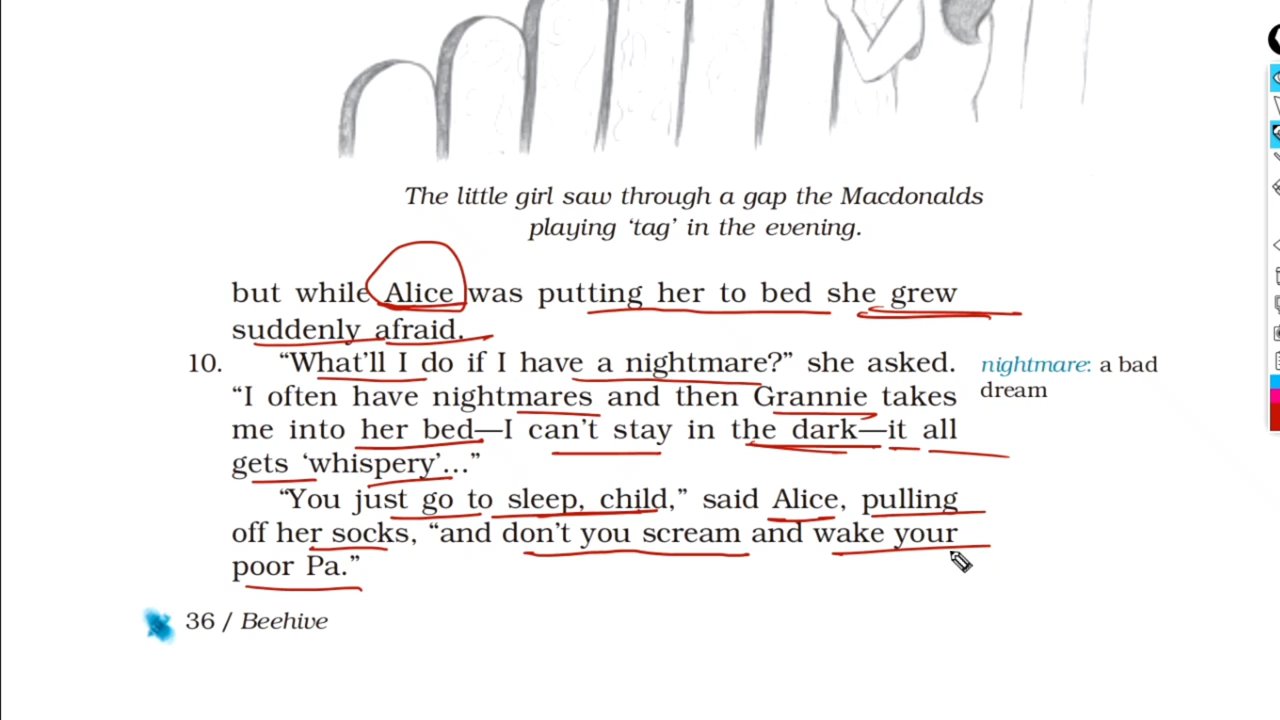 The little girl saw through a gap the Macdonalds
playing ‘tag’ in the evening.
but while Alice was putting her to bed she grew
suddenly afraid.
10. “What’ll I do if I have a nightmare?” she asked.
nightmare: a bad
dream
“I often have nightmares and then Grannie takes
me into her bed—I can’t stay in the dark—it all
gets ‘whispery’...”
“You just go to sleep, child,” said Alice, pulling
off her socks, “and don’t you scream and wake your
poor Pa.”
36 / Beehive